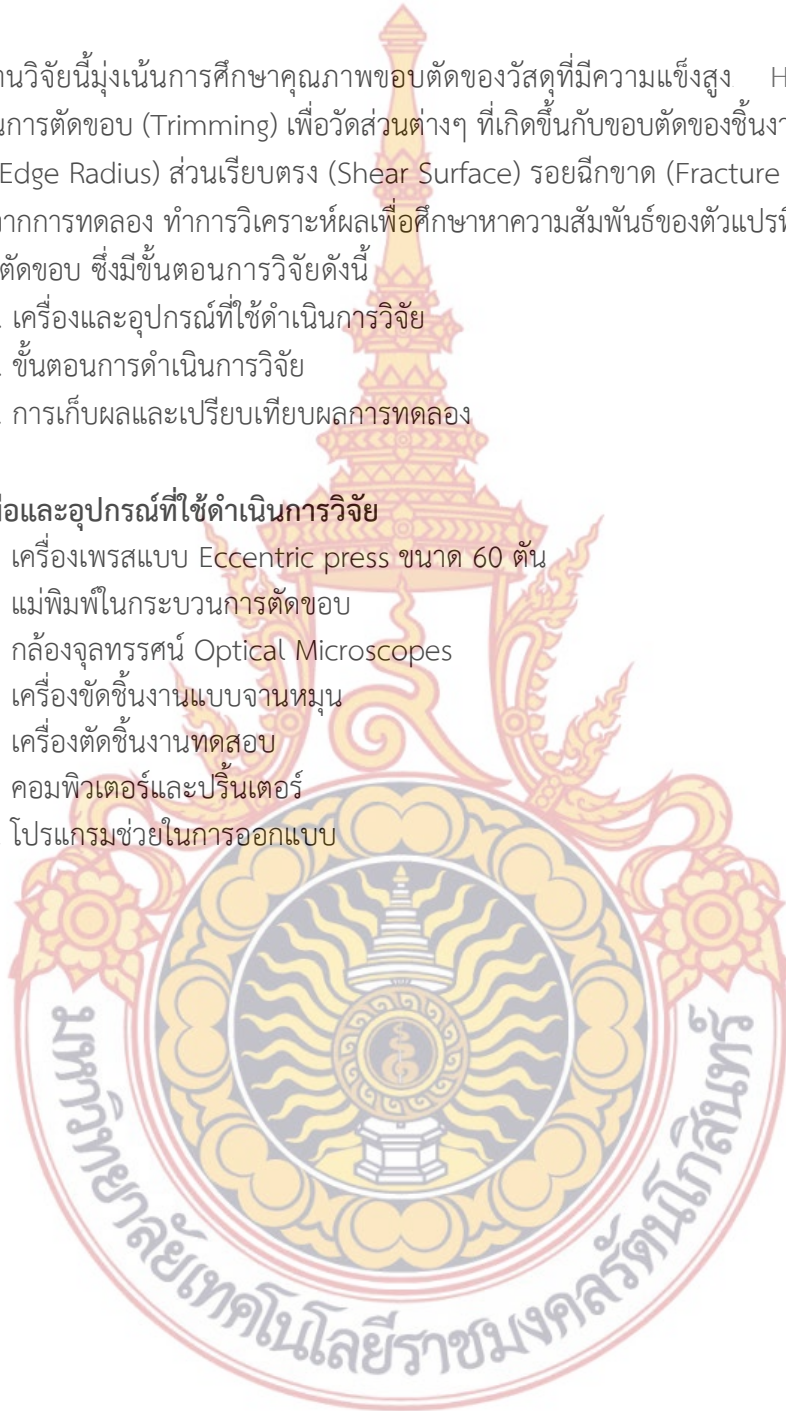 านวิจัยนี้มุ่งเน้นการศึกษาคุณภาพขอบตัดของวัสดุที่มีความแข็งสูง H
นการตัดขอบ (Trimming) เพื่อวัดส่วนต่างๆ ที่เกิดขึ้นกับขอบตัดของชิ้นงา
Edge Radius) ส่วนเรียบตรง (Shear Surface) รอยฉีกขาด (Fracture
ากการทดลอง ทำการวิเคราะห์ผลเพื่อศึกษาหาความสัมพันธ์ของตัวแปรที
ตัดขอบ ซึ่งมีขั้นตอนการวิจัยดังนี้
. เครื่องและอุปกรณ์ที่ใช้ดำเนินการวิจัย
. ขั้นตอนการดำเนินการวิจัย
. การเก็บผลและเปรียบเทียบผลการทดลอง
มือและอุปกรณ์ที่ใช้ดำเนินการวิจัย
เครื่องเพรสแบบ Eccentric press ขนาด 60 ตัน
แม่พิมพ์ในกระบวนการตัดขอบ
กล้องจุลทรรศน์ Optical Microscopes
เครื่องขัดชิ้นงานแบบจานหมุน
เครื่องตัดชิ้นงานทดสอบ
คอมพิวเตอร์และปริ้นเตอร์
โปรแกรมช่วยในการออกแบบ
มหาวิทยาลัยเทคโนโลยีราชมงคลรัตนโกสินทร์